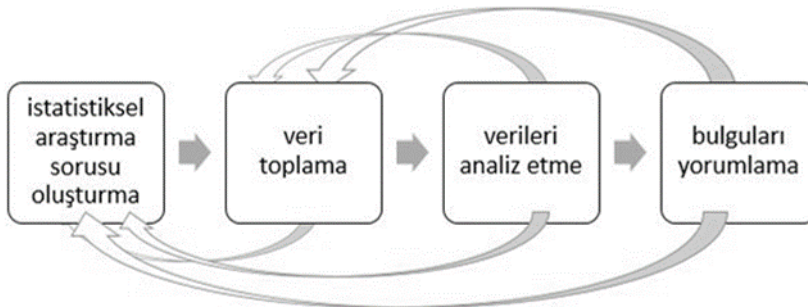 istatistiksel
araştırma
sorusu
oluşturma
veri
toplama
verileri
analiz etme
bulguları
yorumlama